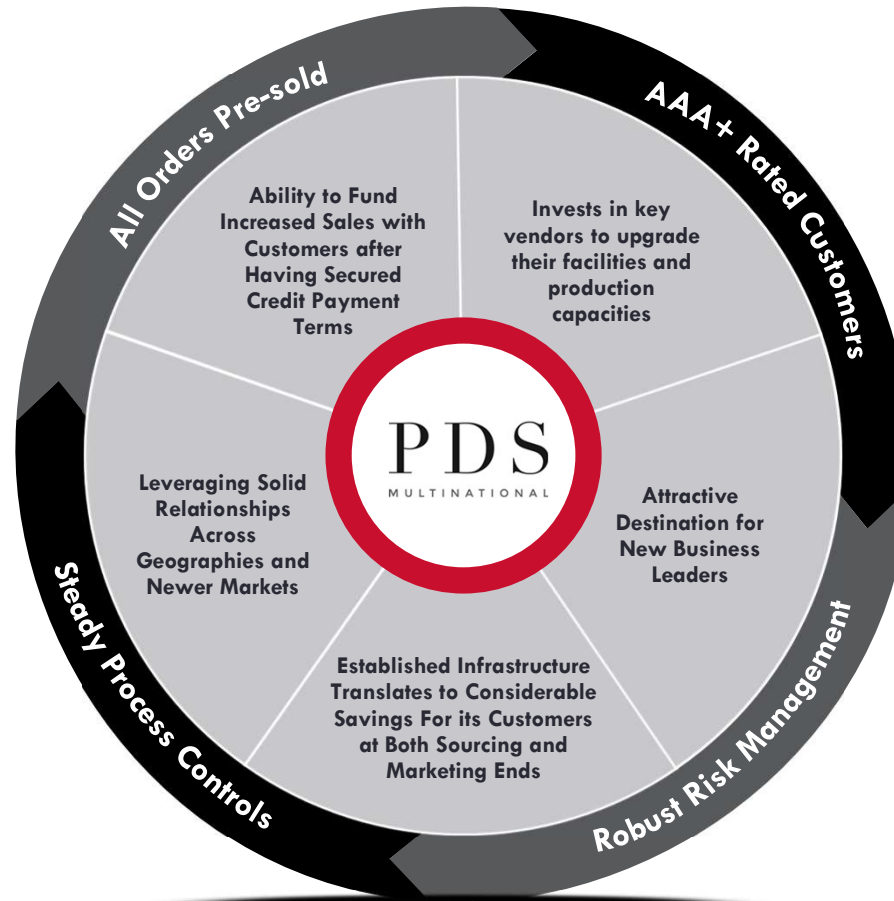 All Orders Pre-sold
AAA+ Rated Customers
Ability to Fund
Increased Sales with
Customers after
Having Secured
Credit Payment
Terms
Invests in key
vendors to upgrade
their facilities and
production
capacities
PDS
MULTINATIONAL
Leveraging Solid
Relationships
Across
Geographies and
Newer Markets
Attractive
Destination for
New Business
Leaders
Established Infrastructure
Translates to Considerable
Savings For its Customers
at Both Sourcing and
Marketing Ends
Steady Process Controls
Robust Risk Management